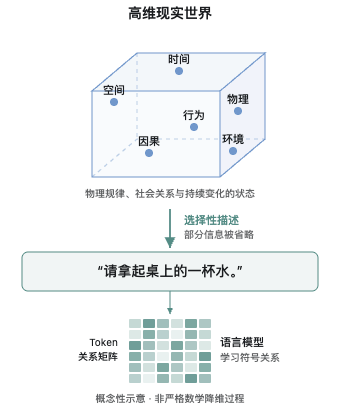 高维现实世界
时间
空间
物理
行为
因果
环境
物理规律、社会关系与持续变化的状态
选择性描述
部分信息被省略
“请拿起桌上的一杯水。”
Token
关系矩阵
语言模型
学习符号关系
概念性示意 · 非严格数学降维过程